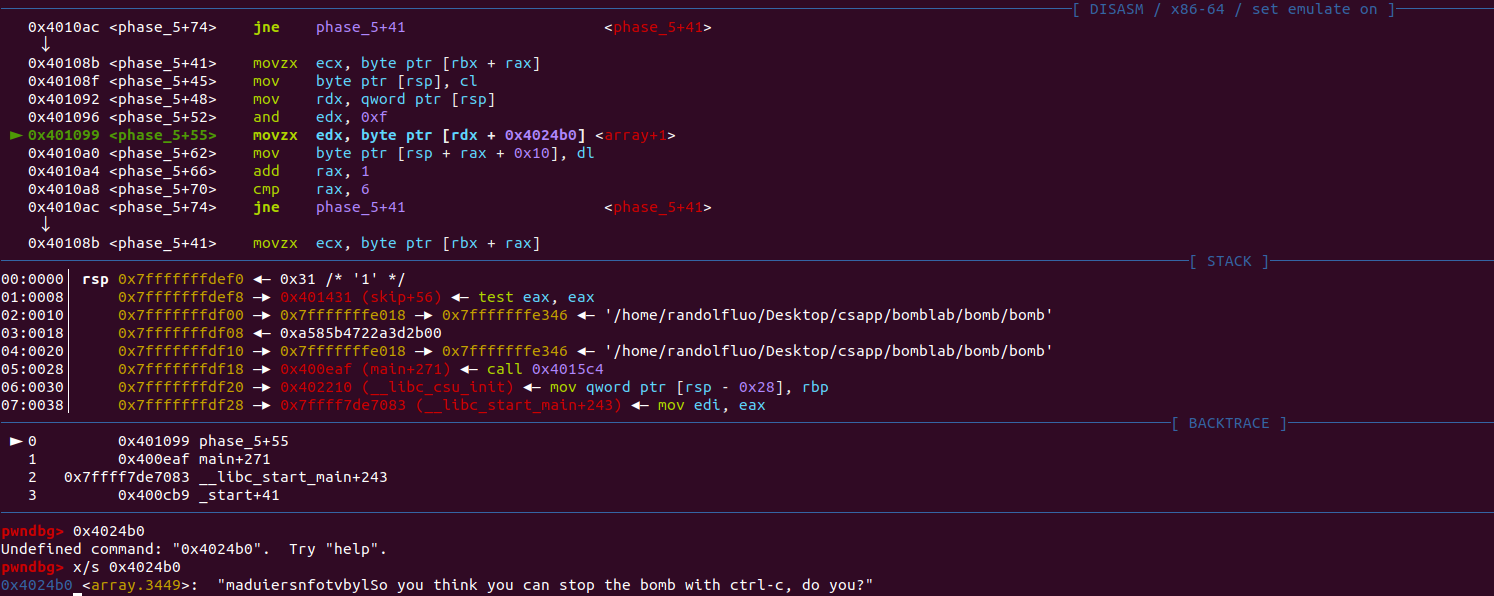 [ DISASM / x86-64 / set emulate on ]
0x4010ac <phase_5+74> jne phase_5+41 <phase_5+41>
↓
0x40108b <phase_5+41> movzx ecx, byte ptr [rbx + rax]
0x40108f <phase_5+45> mov byte ptr [rsp], cl
0x401092 <phase_5+48> mov rdx, qword ptr [rsp]
0x401096 <phase_5+52> and edx, 0xf
► 0x401099 <phase_5+55> movzx edx, byte ptr [rdx + 0x4024b0] <array+1>
0x4010a0 <phase_5+62> mov byte ptr [rsp + rax + 0x10], dl
0x4010a4 <phase_5+66> add rax, 1
0x4010a8 <phase_5+70> cmp rax, 6
0x4010ac <phase_5+74> jne phase_5+41 <phase_5+41>
↓
0x40108b <phase_5+41> movzx ecx, byte ptr [rbx + rax]
[ STACK ]
00:0000│ rsp 0x7fffffffdef0 ◄— 0x31 /* '1' */
01:0008│ 0x7fffffffdef8 —► 0x401431 (skip+56) ◄— test eax, eax
02:0010│ 0x7fffffffdf00 —► 0x7fffffffe018 —► 0x7fffffffe346 ◄— '/home/randolfluo/Desktop/csapp/bomblab/bomb/bomb'
03:0018│ 0x7fffffffdf08 ◄— 0xa585b4722a3d2b00
04:0020│ 0x7fffffffdf10 —► 0x7fffffffe018 —► 0x7fffffffe346 ◄— '/home/randolfluo/Desktop/csapp/bomblab/bomb/bomb'
05:0028│ 0x7fffffffdf18 —► 0x400eaf (main+271) ◄— call 0x4015c4
06:0030│ 0x7fffffffdf20 —► 0x402210 (__libc_csu_init) ◄— mov qword ptr [rsp - 0x28], rbp
07:0038│ 0x7fffffffdf28 —► 0x7ffff7de7083 (__libc_start_main+243) ◄— mov edi, eax
[ BACKTRACE ]
► 0 0x401099 phase_5+55
1 0x400eaf main+271
2 0x7ffff7de7083 __libc_start_main+243
3 0x400cb9 _start+41
pwndbg> 0x4024b0
Undefined command: "0x4024b0". Try "help".
pwndbg> x/s 0x4024b0
0x4024b0 <array.3449>: "maduiersnfotvbylSo you think you can stop the bomb with ctrl-c, do you?"